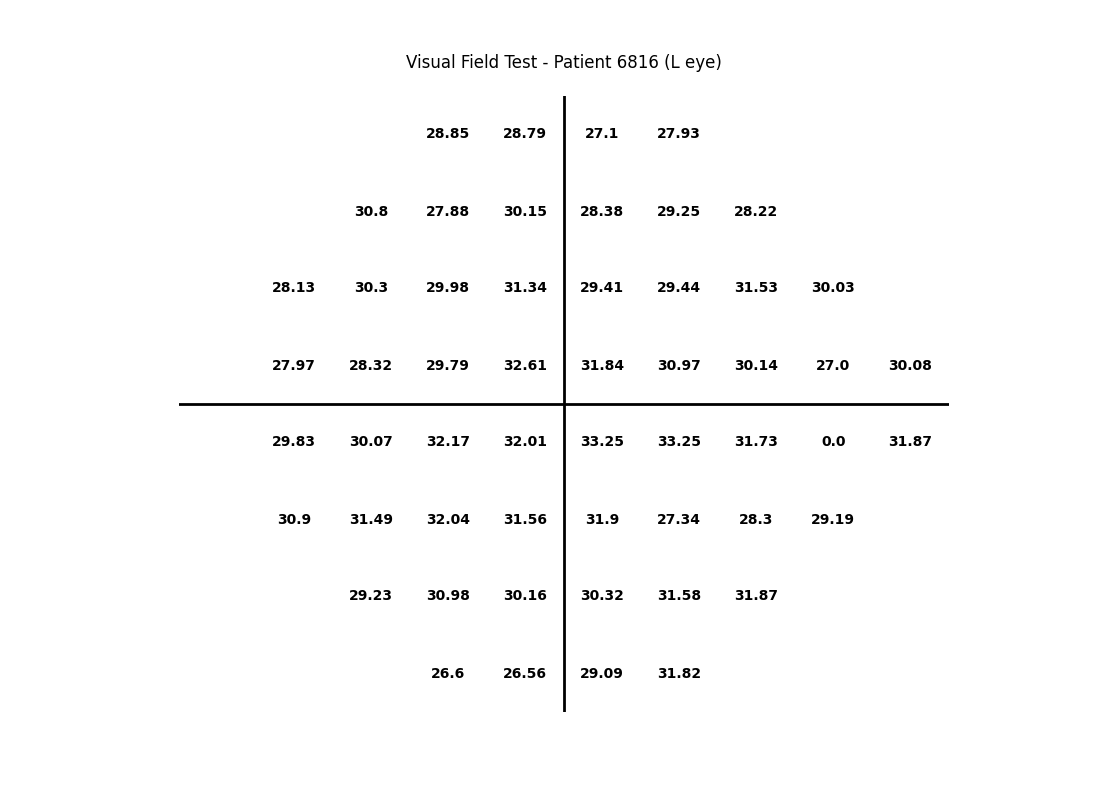 Visual Field Test - Patient 6816 (L eye)
28.85 28.79 27.1 27.93
30.8 27.88 30.15 28.38 29.25 28.22
28.13 30.3 29.98 31.34 29.41 29.44 31.53 30.03
27.97 28.32 29.79 32.61 31.84 30.97 30.14 27.0 30.08
29.83 30.07 32.17 32.01 33.25 33.25 31.73 0.0 31.87
30.9 31.49 32.04 31.56 31.9 27.34 28.3 29.19
29.23 30.98 30.16 30.32 31.58 31.87
26.6 26.56 29.09 31.82